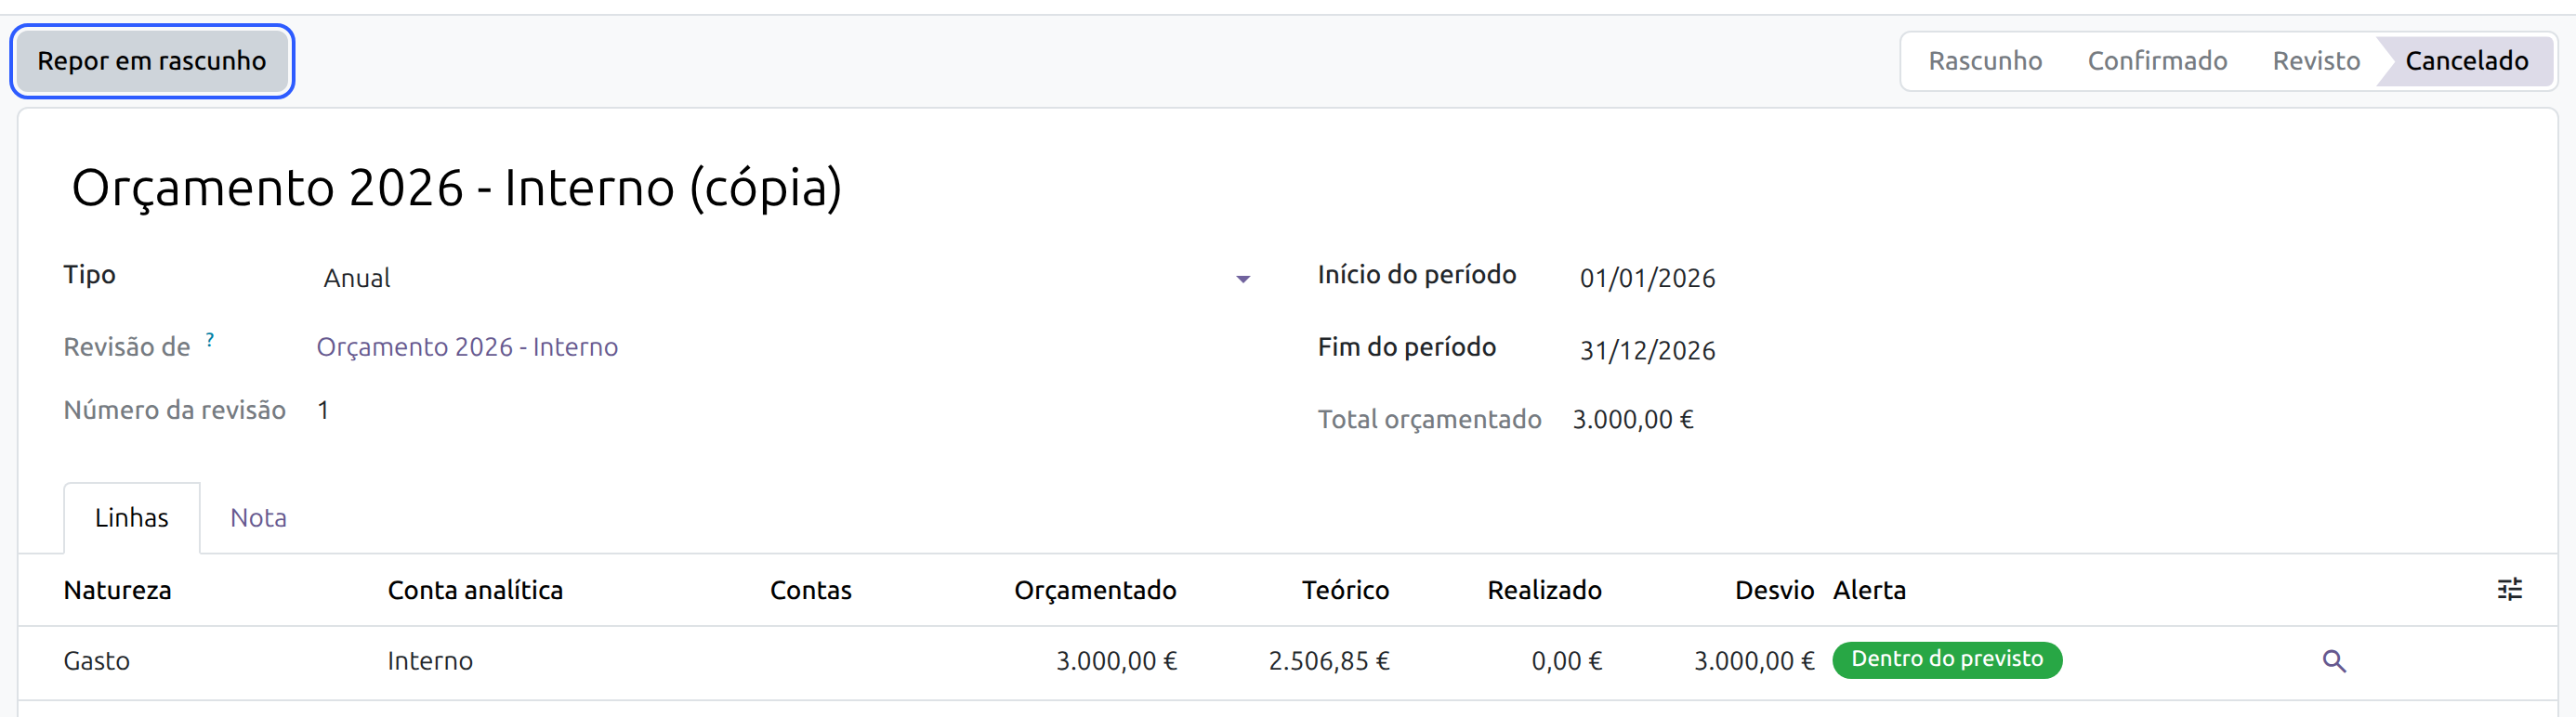 Repor em rascunho
Rascunho Confirmado Revisto Cancelado
Orçamento 2026 - Interno (cópia)
Tipo Anual Início do período 01/01/2026
Revisão de ? Orçamento 2026 - Interno Fim do período 31/12/2026
Número da revisão 1 Total orçamentado 3.000,00 €
Linhas Nota
Natureza Conta analítica Contas Orçamentado Teórico Realizado Desvio Alerta
Gasto Interno 3.000,00 € 2.506,85 € 0,00 € 3.000,00 € Dentro do previsto